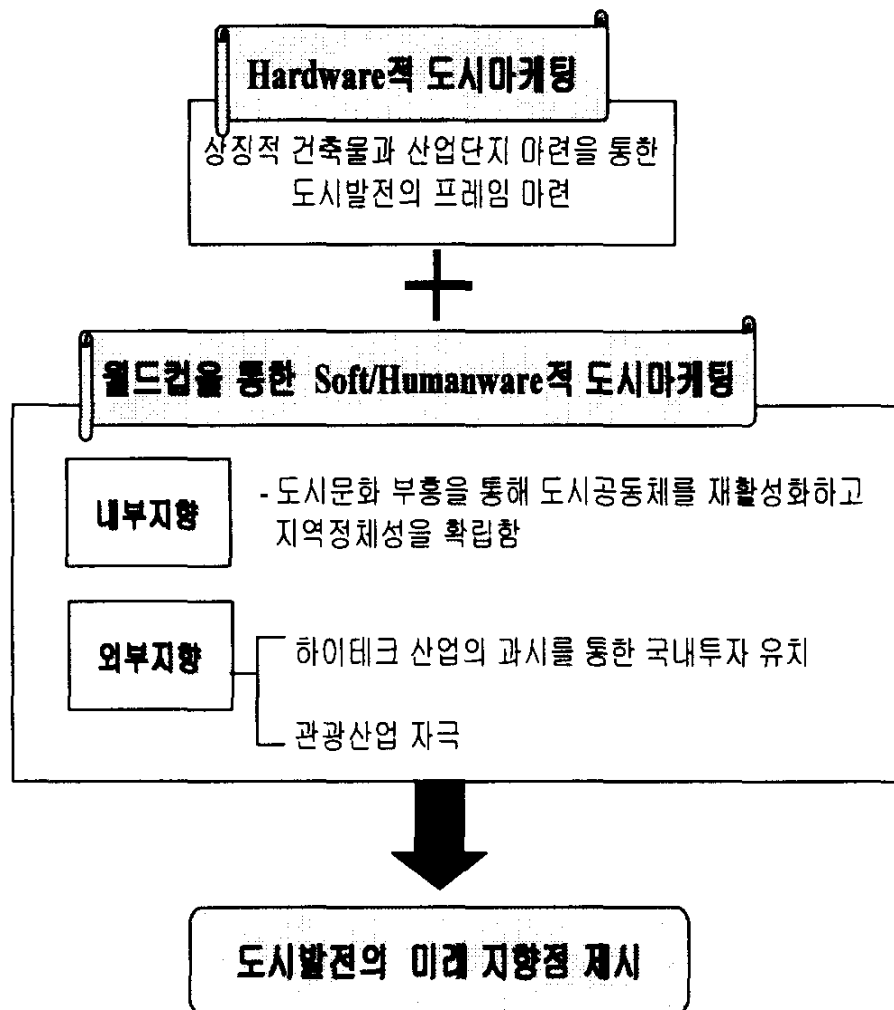 Hardware적 도시마케팅
상징적 건축물과 산업단지 마련을 통한
도시발전의 프레임 마련
+
월드컵을 통한 Soft/Humanware적 도시마케팅
내부지향
- 도시문화 부흥을 통해 도시공동체를 재활성화하고
지역정체성을 확립함
외부지향
하이테크 산업의 과시를 통한 국내투자 유치
관광산업 자극
도시발전의 미래 지향점 제시